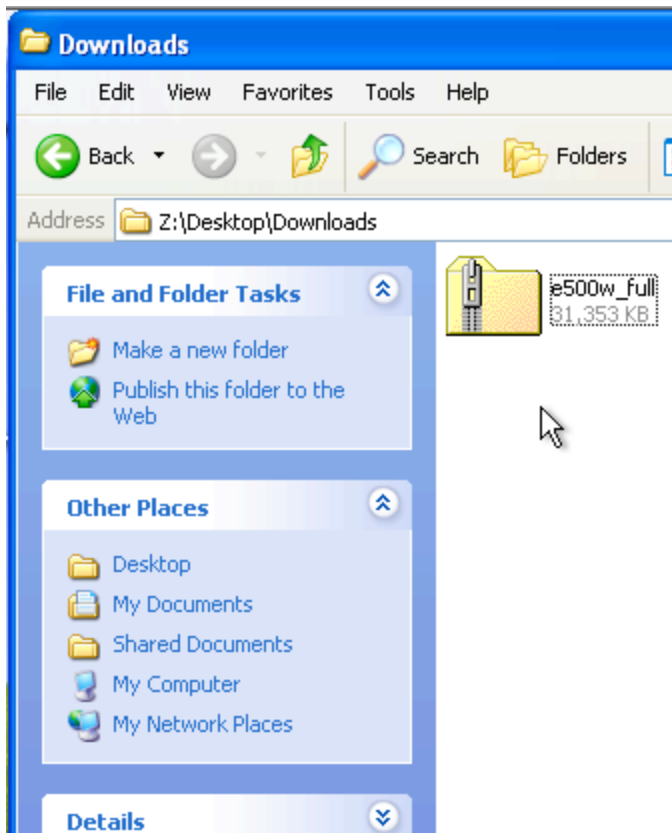 Downloads
File Edit View Favorites Tools Help
Back Search Folders
Address Z:\Desktop\Downloads
File and Folder Tasks
Make a new folder
Publish this folder to the
Web
Other Places
Desktop
My Documents
Shared Documents
My Computer
My Network Places
Details
e500w_full
31,353 KB